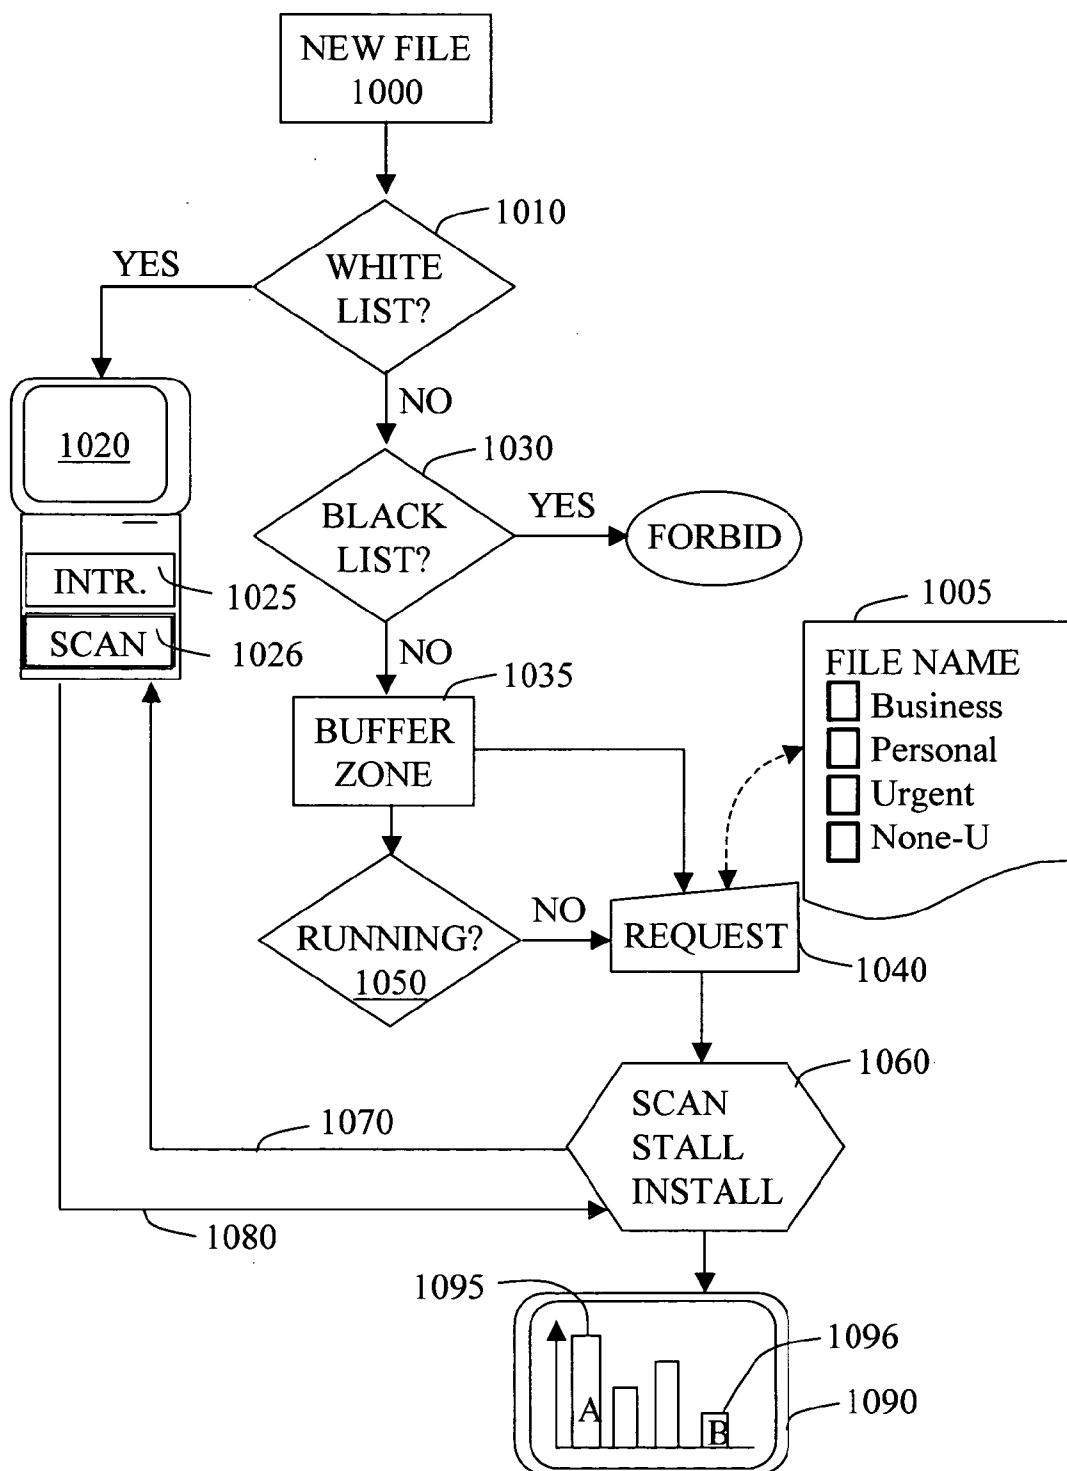 NEW FILE
1000
1010
YES
WHITE
LIST?
NO
1020
1030
BLACK
LIST?
YES
FORBID
INTR.
1025
SCAN
1026
NO
1035
1005
FILE NAME
Business
Personal
Urgent
None-U
BUFFER
ZONE
NO
RUNNING?
1050
REQUEST
1040
1060
SCAN
STALL
INSTALL
1070
1080
1095
1096
A
B
1090